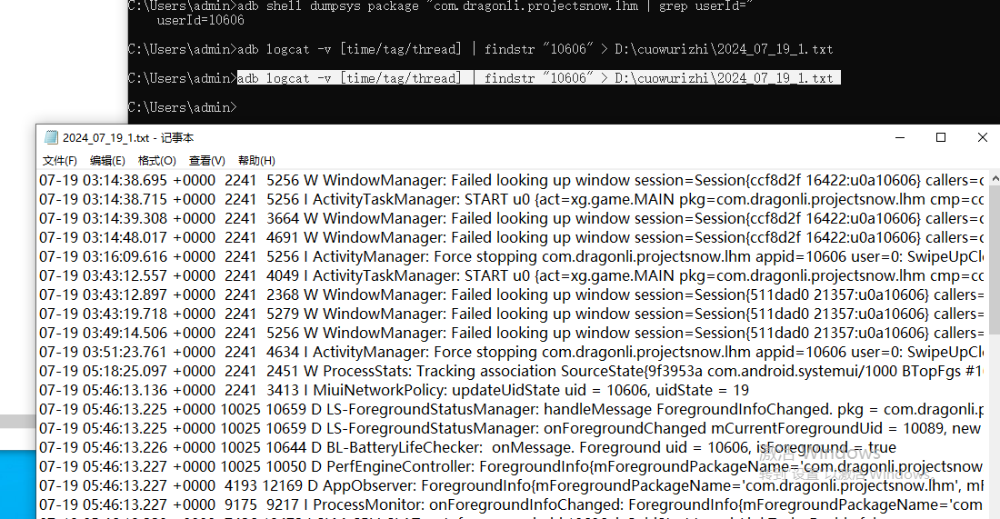 C:\Users\admin>adb shell dumpsys package "com.dragonli.projectsnow.lhm | grep userId="
userId=10606
C:\Users\admin>adb logcat -v [time/tag/thread] | findstr "10606" > D:\cuowurizhi\2024_07_19_1.txt
C:\Users\admin>adb logcat -v [time/tag/thread] | findstr "10606" > D:\cuowurizhi\2024_07_19_1.txt
C:\Users\admin>
2024_07_19_1.txt - 记事本
文件(F) 编辑(E) 格式(O) 查看(V) 帮助(H)
07-19 03:14:38.695 +0000 2241 5256 W WindowManager: Failed looking up window session=Session{ccf8d2f 16422:u0a10606} callers=c
07-19 03:14:38.715 +0000 2241 5256 I ActivityTaskManager: START u0 {act=xg.game.MAIN pkg=com.dragonli.projectsnow.lhm cmp=cc
07-19 03:14:39.308 +0000 2241 3664 W WindowManager: Failed looking up window session=Session{ccf8d2f 16422:u0a10606} callers=c
07-19 03:14:48.017 +0000 2241 4691 W WindowManager: Failed looking up window session=Session{ccf8d2f 16422:u0a10606} callers=c
07-19 03:16:09.616 +0000 2241 5256 I ActivityManager: Force stopping com.dragonli.projectsnow.lhm appid=10606 user=0: SwipeUpCl
07-19 03:43:12.557 +0000 2241 4049 I ActivityTaskManager: START u0 {act=xg.game.MAIN pkg=com.dragonli.projectsnow.lhm cmp=cc
07-19 03:43:12.897 +0000 2241 2368 W WindowManager: Failed looking up window session=Session{511dad0 21357:u0a10606} callers=
07-19 03:43:19.718 +0000 2241 5279 W WindowManager: Failed looking up window session=Session{511dad0 21357:u0a10606} callers=
07-19 03:49:14.506 +0000 2241 5256 W WindowManager: Failed looking up window session=Session{511dad0 21357:u0a10606} callers=
07-19 03:51:23.761 +0000 2241 4634 I ActivityManager: Force stopping com.dragonli.projectsnow.lhm appid=10606 user=0: SwipeUpCl
07-19 05:18:25.097 +0000 2241 2451 W ProcessStats: Tracking association SourceState{9f3953a com.android.systemui/1000 BTopFgs #1
07-19 05:46:13.136 +0000 2241 3413 I MiuiNetworkPolicy: updateUidState uid = 10606, uidState = 19
07-19 05:46:13.225 +0000 10025 10659 D LS-ForegroundStatusManager: handleMessage ForegroundInfoChanged. pkg = com.dragonli.p
07-19 05:46:13.225 +0000 10025 10659 D LS-ForegroundStatusManager: onForegroundChanged mCurrentForegroundUid = 10089, new
07-19 05:46:13.226 +0000 10025 10644 D BL-BatteryLifeChecker: onMessage. Foreground uid = 10606, isForeground = true
07-19 05:46:13.227 +0000 10025 10050 D PerfEngineController: ForegroundInfo{mForegroundPackageName='com.dragonli.projectsnow
07-19 05:46:13.227 +0000 4193 12169 D AppObserver: ForegroundInfo{mForegroundPackageName='com.dragonli.projectsnow.lhm', mF
07-19 05:46:13.227 +0000 9175 9217 I ProcessMonitor: onForegroundInfoChanged: ForegroundInfo{mForegroundPackageName='com
激活 Windows
转到"设置"以激活 Windows。